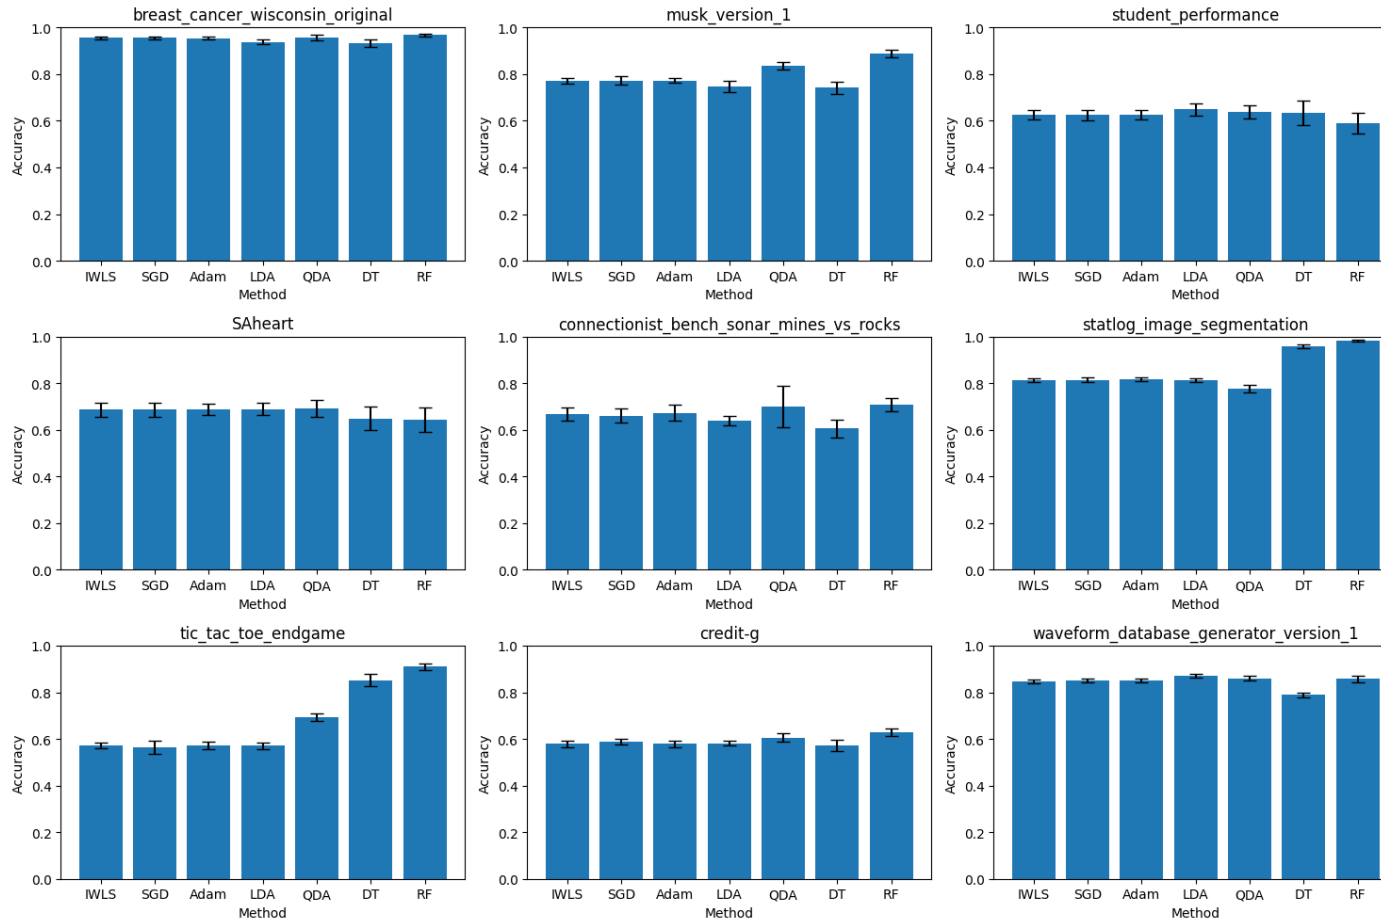 breast_cancer_wisconsin_original
1.0
0.8
0.6
0.4
0.2
0.0
Accuracy
IWLS SGD Adam LDA QDA DT RF
Method
musk_version_1
1.0
0.8
0.6
0.4
0.2
0.0
Accuracy
IWLS SGD Adam LDA QDA DT RF
Method
student_performance
1.0
0.8
0.6
0.4
0.2
0.0
Accuracy
IWLS SGD Adam LDA QDA DT RF
Method
SAheart
1.0
0.8
0.6
0.4
0.2
0.0
Accuracy
IWLS SGD Adam LDA QDA DT RF
Method
connectionist_bench_sonar_mines_vs_rocks
1.0
0.8
0.6
0.4
0.2
0.0
Accuracy
IWLS SGD Adam LDA QDA DT RF
Method
statlog_image_segmentation
1.0
0.8
0.6
0.4
0.2
0.0
Accuracy
IWLS SGD Adam LDA QDA DT RF
Method
tic_tac_toe_endgame
1.0
0.8
0.6
0.4
0.2
0.0
Accuracy
IWLS SGD Adam LDA QDA DT RF
Method
credit-g
1.0
0.8
0.6
0.4
0.2
0.0
Accuracy
IWLS SGD Adam LDA QDA DT RF
Method
waveform_database_generator_version_1
1.0
0.8
0.6
0.4
0.2
0.0
Accuracy
IWLS SGD Adam LDA QDA DT RF
Method